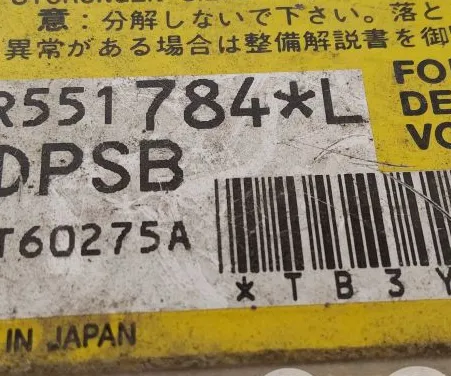 意：分解しないで下さい。落と
異常がある場合は整備解説書を御
FO
R551784*L
DE
DPSB
VO
T60275A
*TB3Y
IN JAPAN